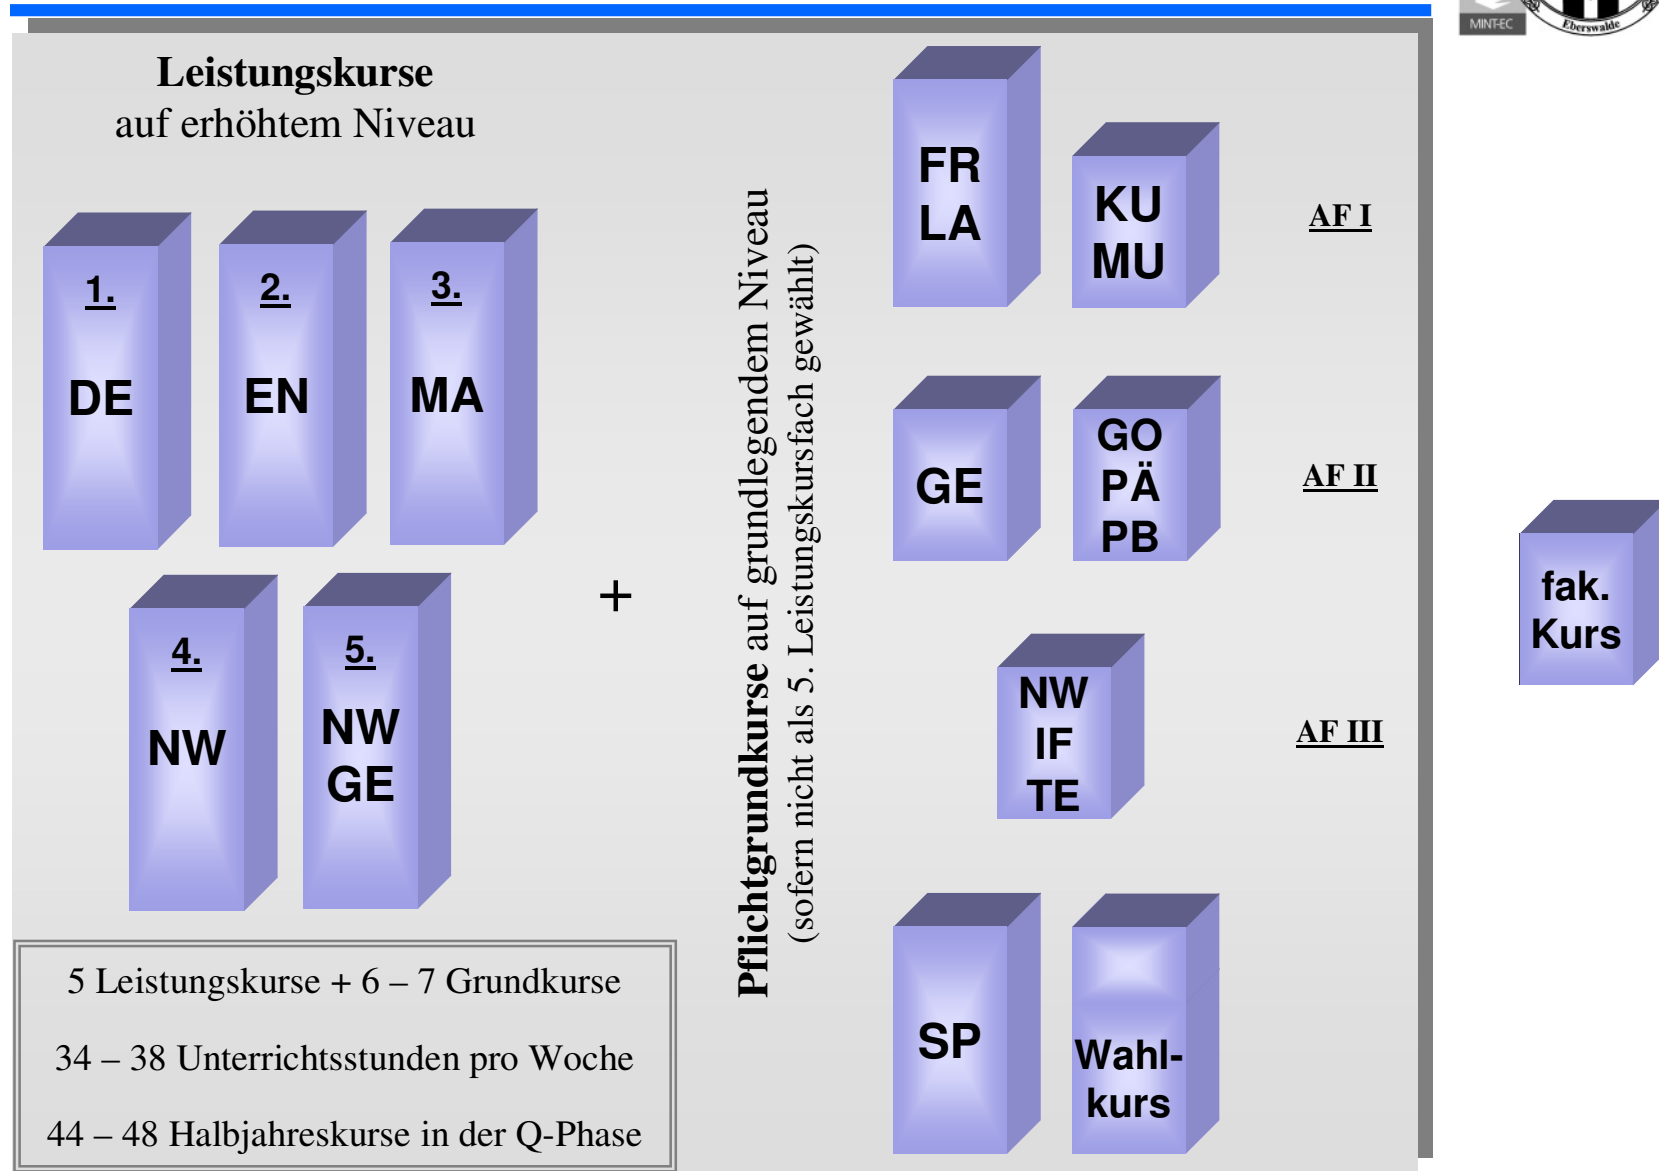 MINT-EC
Eberswalde
Leistungskurse
auf erhöhtem Niveau
1.
DE
2.
EN
3.
MA
4.
NW
5.
NW
GE
+
5 Leistungskurse + 6 – 7 Grundkurse
34 – 38 Unterrichtsstunden pro Woche
44 – 48 Halbjahreskurse in der Q-Phase
Pflichtgrundkurse auf grundlegendem Niveau
(sofern nicht als 5. Leistungskursfach gewählt)
FR
LA
KU
MU
AF I
GE
GO
PÄ
PB
AF II
NW
IF
TE
AF III
SP
Wahl-
kurs
fak.
Kurs